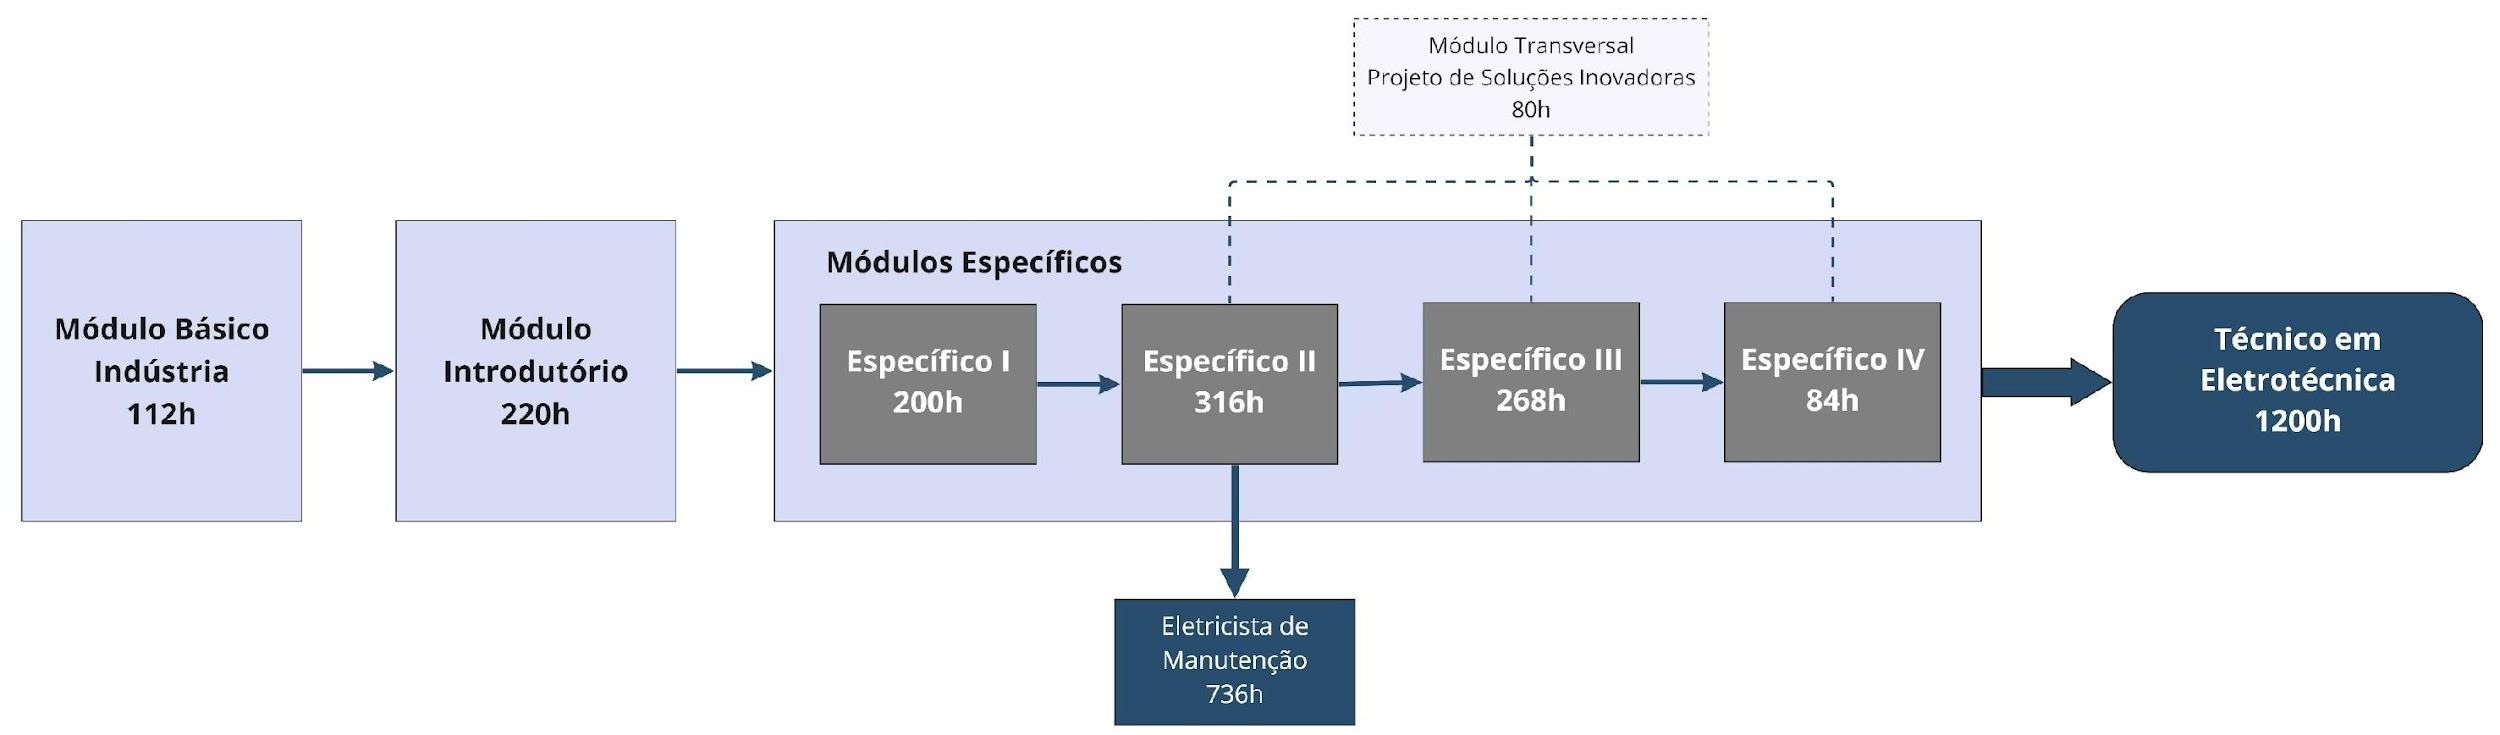 Módulo Transversal
Projeto de Soluções Inovadoras
80h
Módulo Básico
Indústria
112h
Módulo
Introdutório
220h
Módulos Específicos
Específico I
200h
Específico II
316h
Específico III
268h
Específico IV
84h
Técnico em
Eletrotécnica
1200h
Eletricista de
Manutenção
736h